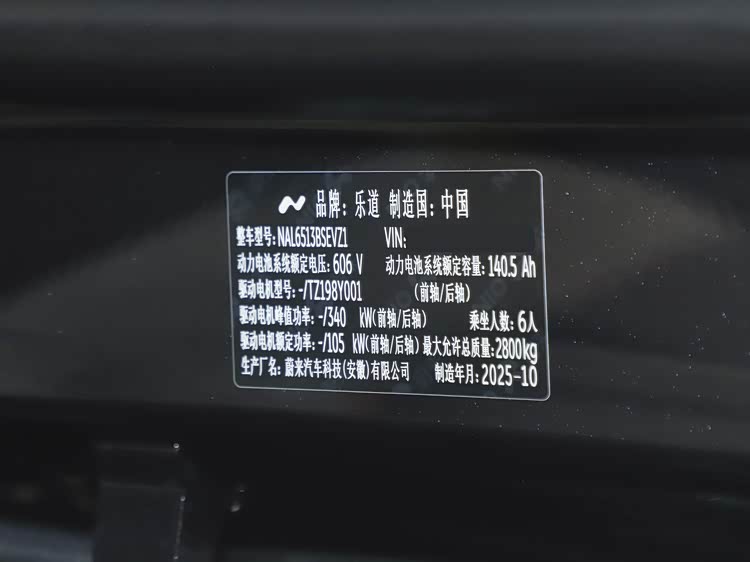 品牌: 乐道 制造国: 中国
整车型号: NAL6513BSEVZ1 VIN:
动力电池系统额定电压: 606 V 动力电池系统额定容量: 140.5 Ah
驱动电机型号: -/TZ198Y001 (前轴/后轴)
驱动电机峰值功率: -/340 kW(前轴/后轴) 乘坐人数: 6人
驱动电机额定功率: -/105 kW(前轴/后轴) 最大允许总质量: 2800kg
生产厂名: 蔚来汽车科技(安徽)有限公司 制造年月: 2025-10